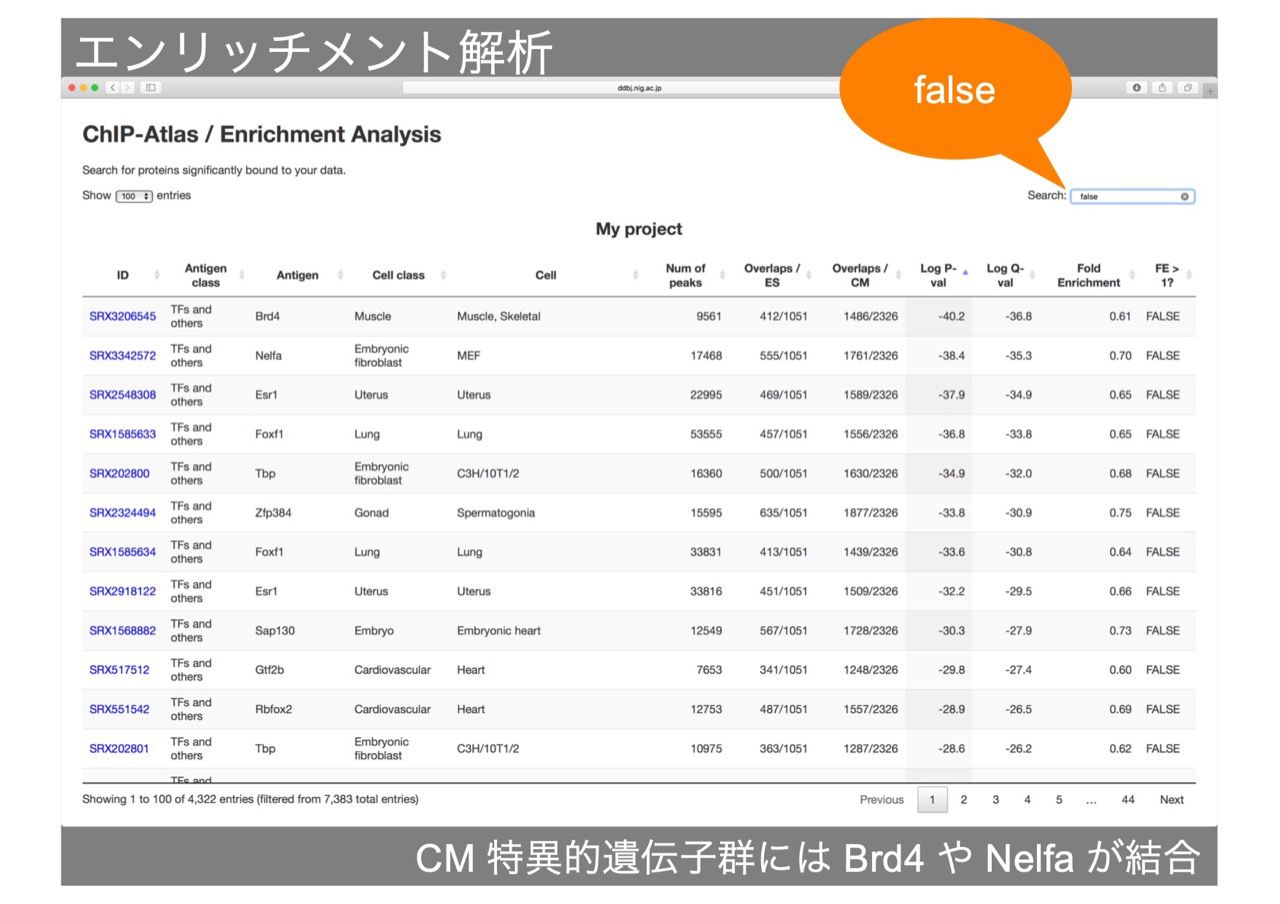 エンリッチメント解析
false
ddbj.nig.ac.jp
ChIP-Atlas / Enrichment Analysis
Search for proteins significantly bound to your data.
Show 100 entries
Search: false
My project
ID Antigen class Antigen Cell class Cell Num of peaks Overlaps / ES Overlaps / CM Log P-val Log Q-val Fold Enrichment FE > 1?
SRX3206545 TFs and others Brd4 Muscle Muscle, Skeletal 9561 412/1051 1486/2326 -40.2 -36.8 0.61 FALSE
SRX3342572 TFs and others Nelfa Embryonic fibroblast MEF 17468 555/1051 1761/2326 -38.4 -35.3 0.70 FALSE
SRX2548308 TFs and others Esr1 Uterus Uterus 22995 469/1051 1589/2326 -37.9 -34.9 0.65 FALSE
SRX1585633 TFs and others Foxf1 Lung Lung 53555 457/1051 1556/2326 -36.8 -33.8 0.65 FALSE
SRX202800 TFs and others Tbp Embryonic fibroblast C3H/10T1/2 16360 500/1051 1630/2326 -34.9 -32.0 0.68 FALSE
SRX2324494 TFs and others Zfp384 Gonad Spermatogonia 15595 635/1051 1877/2326 -33.8 -30.9 0.75 FALSE
SRX1585634 TFs and others Foxf1 Lung Lung 33831 413/1051 1439/2326 -33.6 -30.8 0.64 FALSE
SRX2918122 TFs and others Esr1 Uterus Uterus 33816 451/1051 1509/2326 -32.2 -29.5 0.66 FALSE
SRX1568882 TFs and others Sap130 Embryo Embryonic heart 12549 567/1051 1728/2326 -30.3 -27.9 0.73 FALSE
SRX517512 TFs and others Gtf2b Cardiovascular Heart 7653 341/1051 1248/2326 -29.8 -27.4 0.60 FALSE
SRX551542 TFs and others Rbfox2 Cardiovascular Heart 12753 487/1051 1557/2326 -28.9 -26.5 0.69 FALSE
SRX202801 TFs and others Tbp Embryonic fibroblast C3H/10T1/2 10975 363/1051 1287/2326 -28.6 -26.2 0.62 FALSE
TFs and
Showing 1 to 100 of 4,322 entries (filtered from 7,383 total entries)
Previous 1 2 3 4 5 … 44 Next
CM 特異的遺伝子群には Brd4 や Nelfa が結合